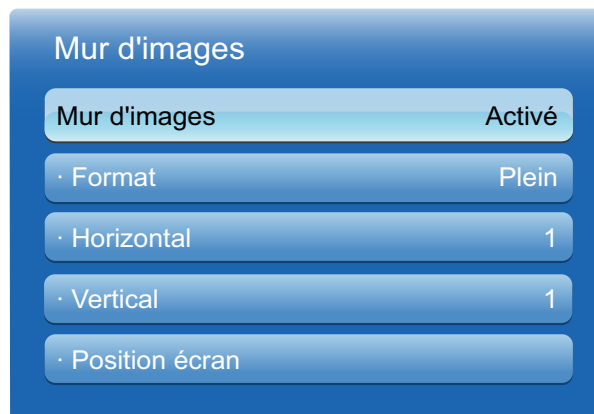 Mur d'images
Mur d'images Activé
· Format Plein
· Horizontal 1
· Vertical 1
· Position écran